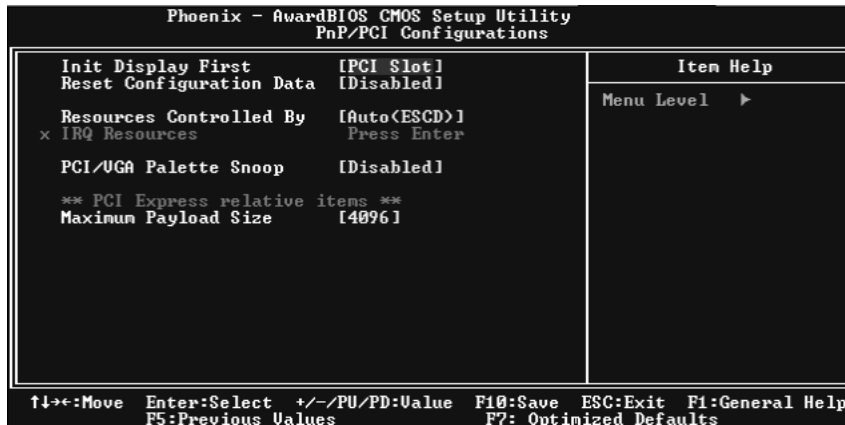 Phoenix - AwardBIOS CMOS Setup Utility
PnP/PCI Configurations
Init Display First [PCI Slot]
Reset Configuration Data [Disabled]
Resources Controlled By [Auto(ESCD)]
x IRQ Resources Press Enter
PCI/VGA Palette Snoop [Disabled]
** PCI Express relative items **
Maximum Payload Size [4096]
Item Help
Menu Level ▶
↑↓→←:Move Enter:Select +/-/PU/PD:Value F10:Save ESC:Exit F1:General Help
F5:Previous Values F7: Optimized Defaults